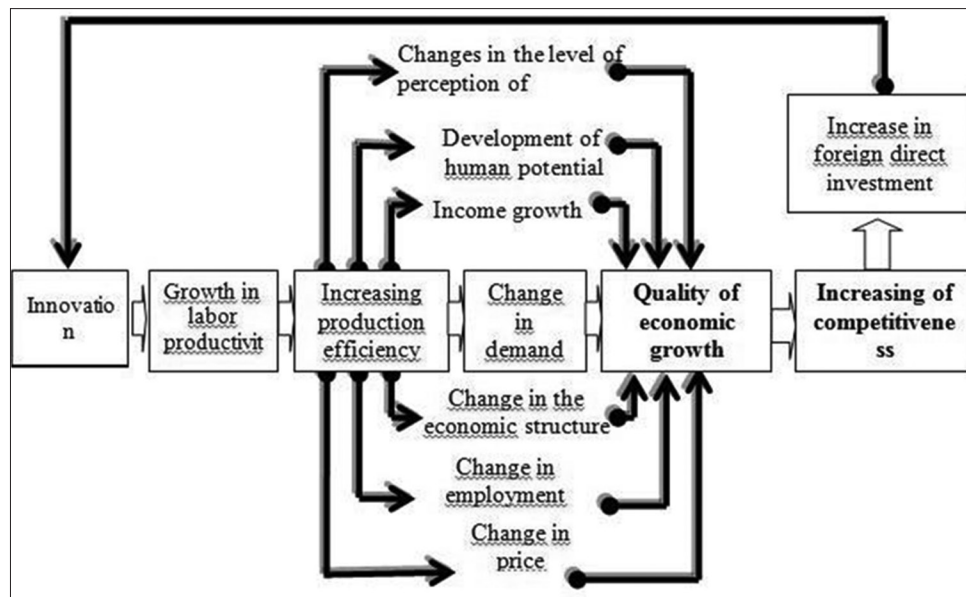 Changes in the level of
perception of
Development of
human potential
Income growth
Increase in
foreign direct
investment
Innovatio
n
Growth in
labor
productivit
Increasing
production
efficiency
Change
in
demand
Quality of
economic
growth
Increasing of
competitivene
ss
Change in the
economic structure
Change in
employment
Change in
price